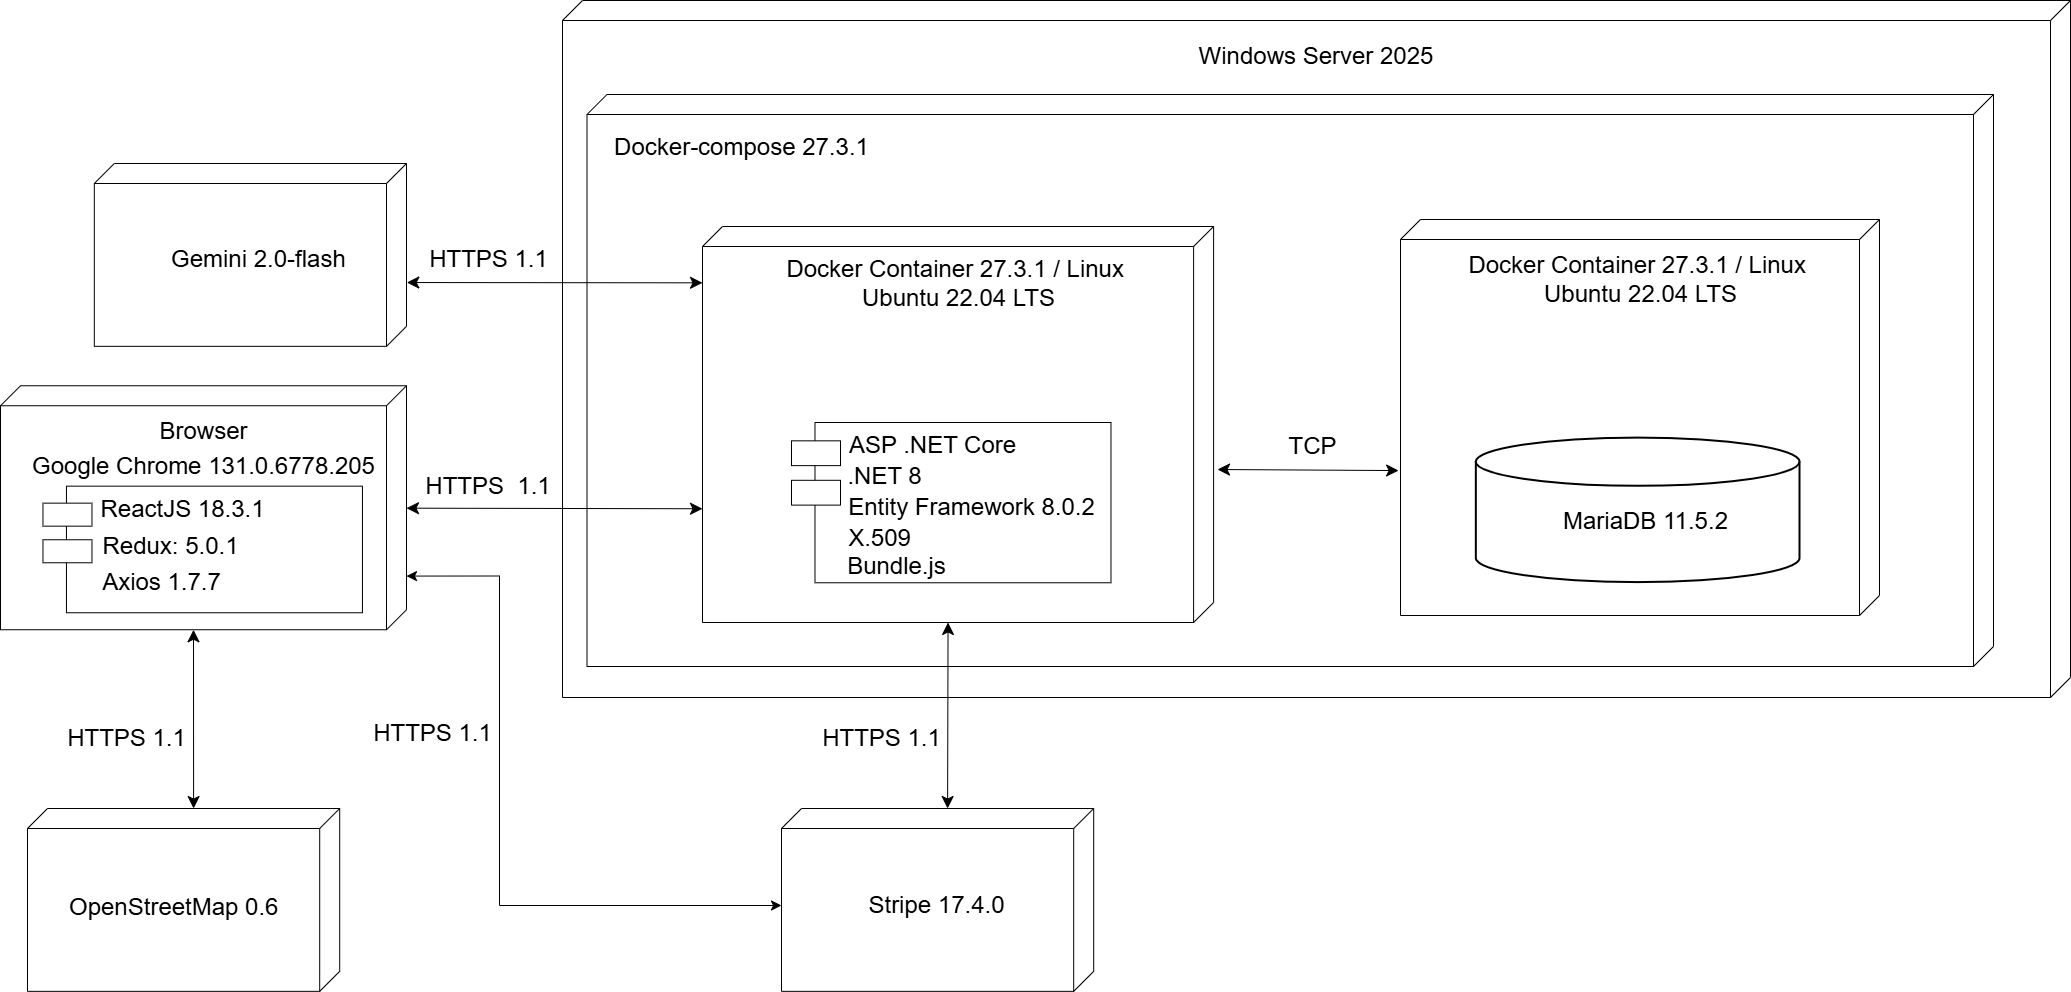 Windows Server 2025
Docker-compose 27.3.1
Gemini 2.0-flash
HTTPS 1.1
Docker Container 27.3.1 / Linux
Ubuntu 22.04 LTS
Docker Container 27.3.1 / Linux
Ubuntu 22.04 LTS
Browser
Google Chrome 131.0.6778.205
ReactJS 18.3.1
Redux: 5.0.1
Axios 1.7.7
HTTPS  1.1
ASP .NET Core
.NET 8
Entity Framework 8.0.2
X.509
Bundle.js
TCP
MariaDB 11.5.2
HTTPS 1.1
HTTPS 1.1
HTTPS 1.1
OpenStreetMap 0.6
Stripe 17.4.0